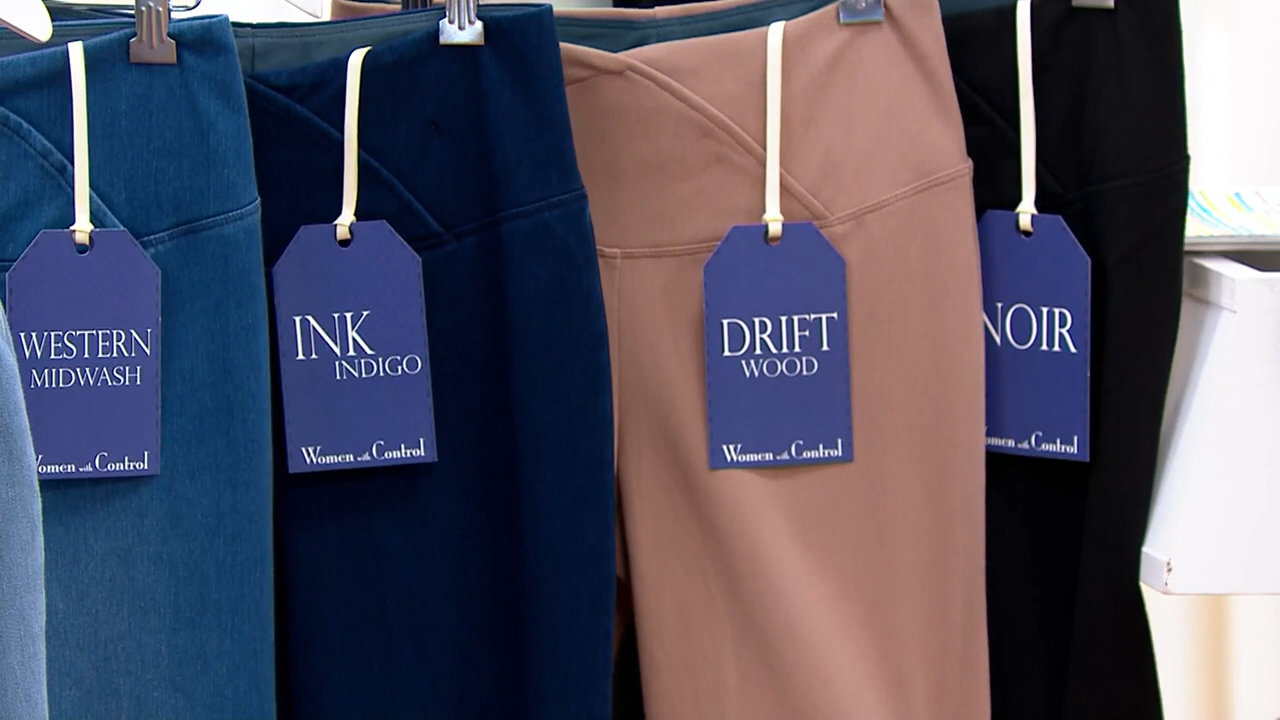 WESTERN
MIDWASH
Women with Control
INK
INDIGO
Women with Control
DRIFT
WOOD
Women with Control
NOIR
Women with Control